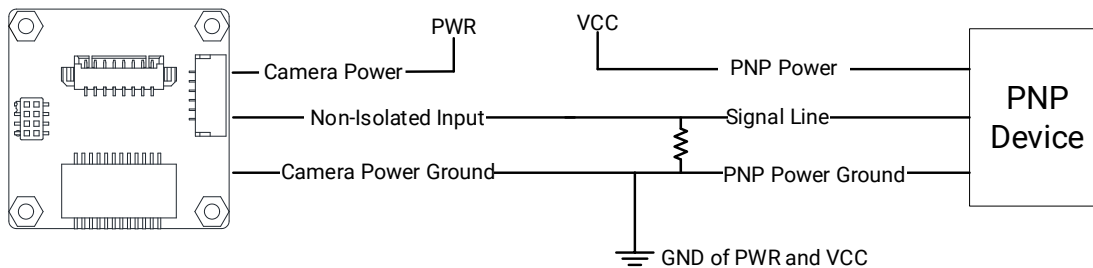 PWR
VCC
Camera Power
PNP Power
Non-Isolated Input
Signal Line
PNP
Device
Camera Power Ground
PNP Power Ground
GND of PWR and VCC